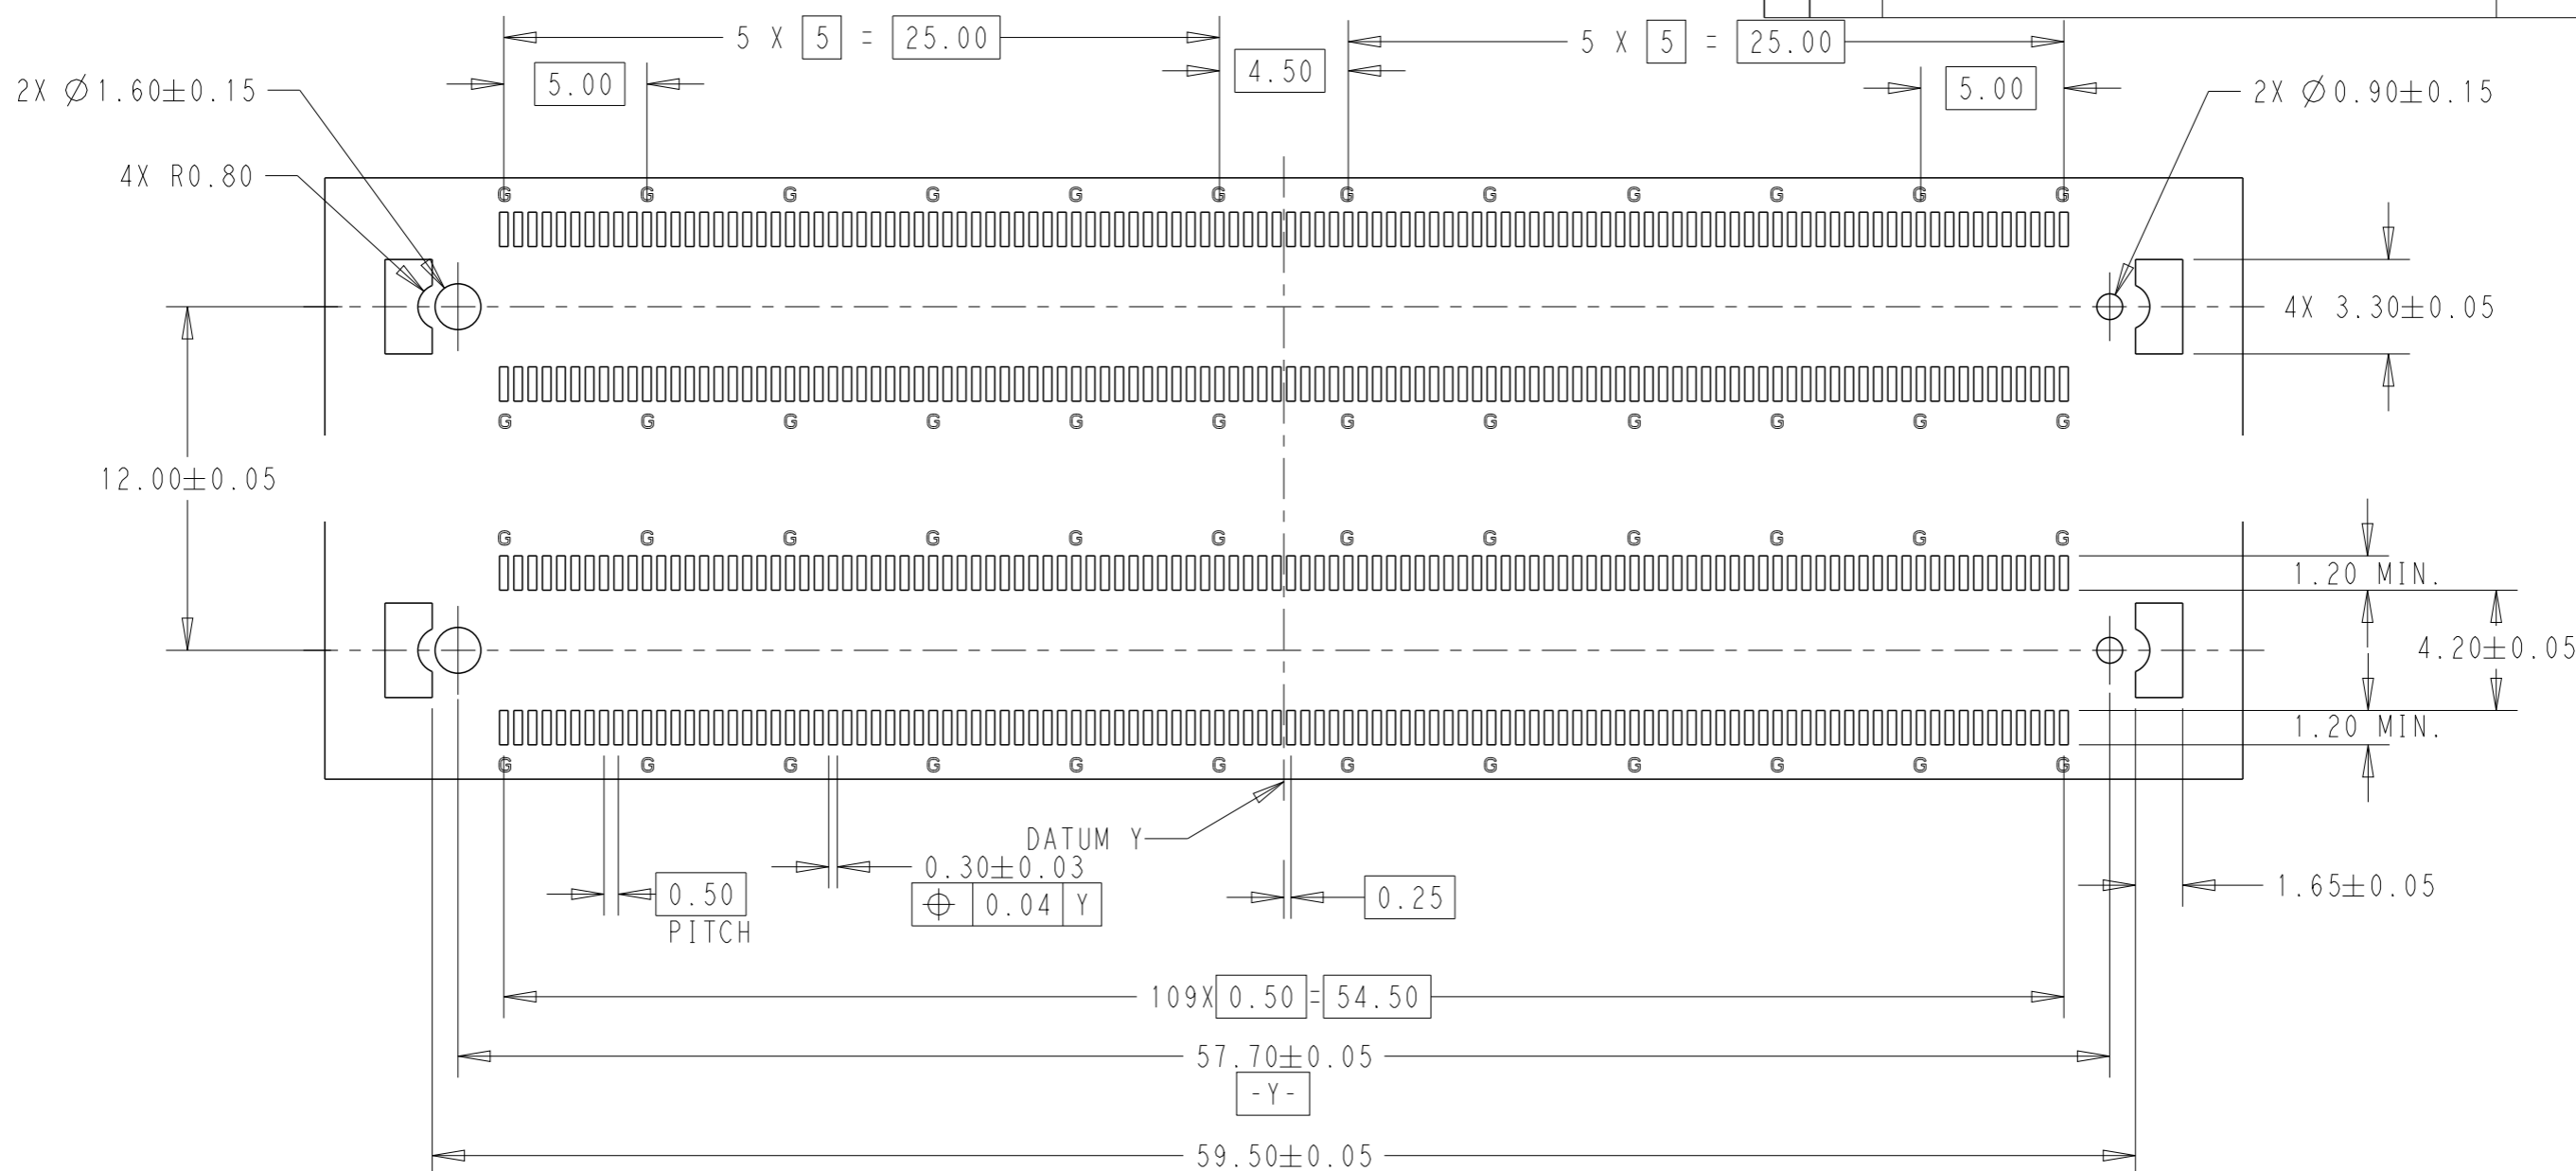 5 X 5 = 25.00
5 X 5 = 25.00
4.50
5.00
5.00
2X Ø1.60±0.15
2X Ø0.90±0.15
4X R0.80
G G G G G G G G G G G G
4X 3.30±0.05
G G G G G G G G G G G G
12.00±0.05
G G G G G G G G G G G G
1.20 MIN.
4.20±0.05
1.20 MIN.
G G G G G G G G G G G G
DATUM Y
0.30±0.03
⌖ 0.04 Y
0.50
PITCH
0.25
1.65±0.05
109X 0.50 = 54.50
57.70±0.05
-Y-
59.50±0.05